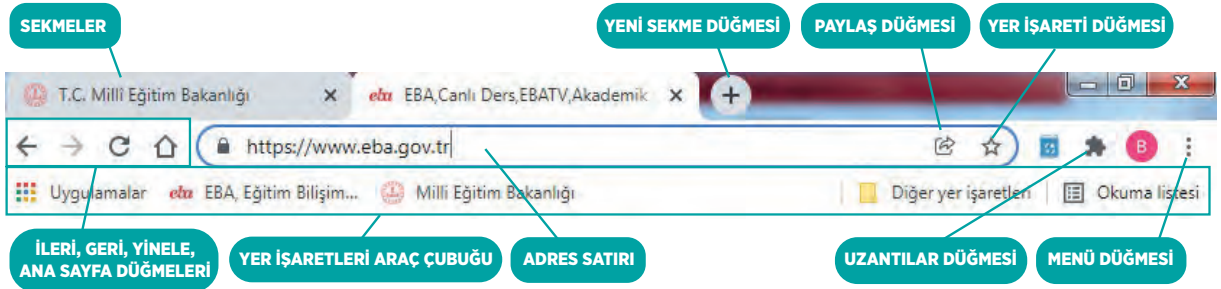 SEKMELER
YENİ SEKME DÜĞMESİ
PAYLAŞ DÜĞMESİ
YER İŞARETİ DÜĞMESİ
T.C. Millî Eğitim Bakanlığı
eba EBA,Canlı Ders,EBATV,Akademik
https://www.eba.gov.tr
B
Uygulamalar
eba EBA, Eğitim Bilişim...
Millî Eğitim Bakanlığı
Diğer yer işaretleri
Okuma listesi
İLERİ, GERİ, YİNELE,
ANA SAYFA DÜĞMELERİ
YER İŞARETLERİ ARAÇ ÇUBUĞU
ADRES SATIRI
UZANTILAR DÜĞMESİ
MENÜ DÜĞMESİ